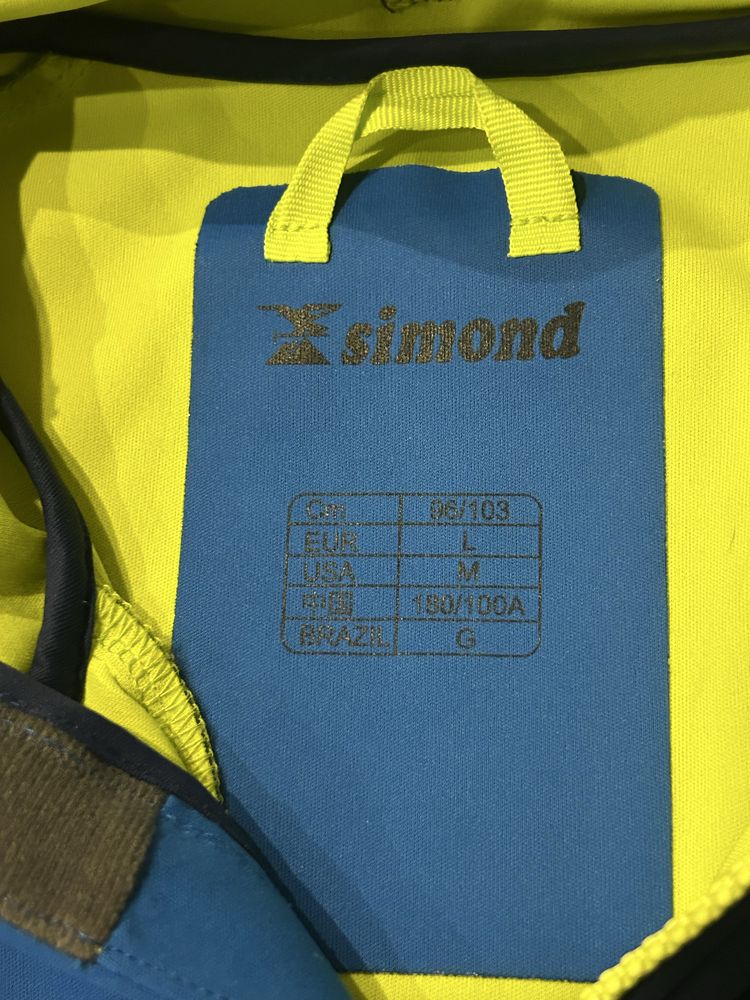 simond
Cm 96/103
EUR L
USA M
中国 180/100A
BRAZIL G